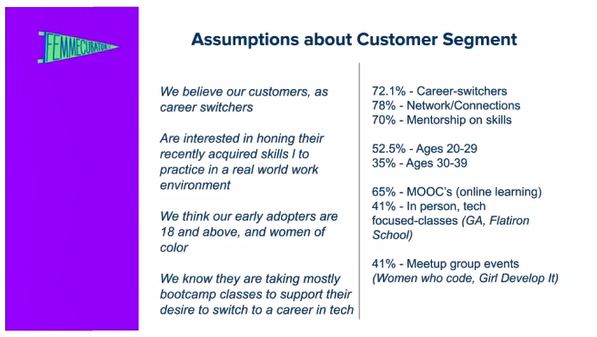 FEMMECUBATOR
Assumptions about Customer Segment
We believe our customers, as
career switchers
Are interested in honing their
recently acquired skills I to
practice in a real world work
environment
We think our early adopters are
18 and above, and women of
color
We know they are taking mostly
bootcamp classes to support their
desire to switch to a career in tech
72.1% - Career-switchers
78% - Network/Connections
70% - Mentorship on skills
52.5% - Ages 20-29
35% - Ages 30-39
65% - MOOC's (online learning)
41% - In person, tech
focused-classes (GA, Flatiron
School)
41% - Meetup group events
(Women who code, Girl Develop It)